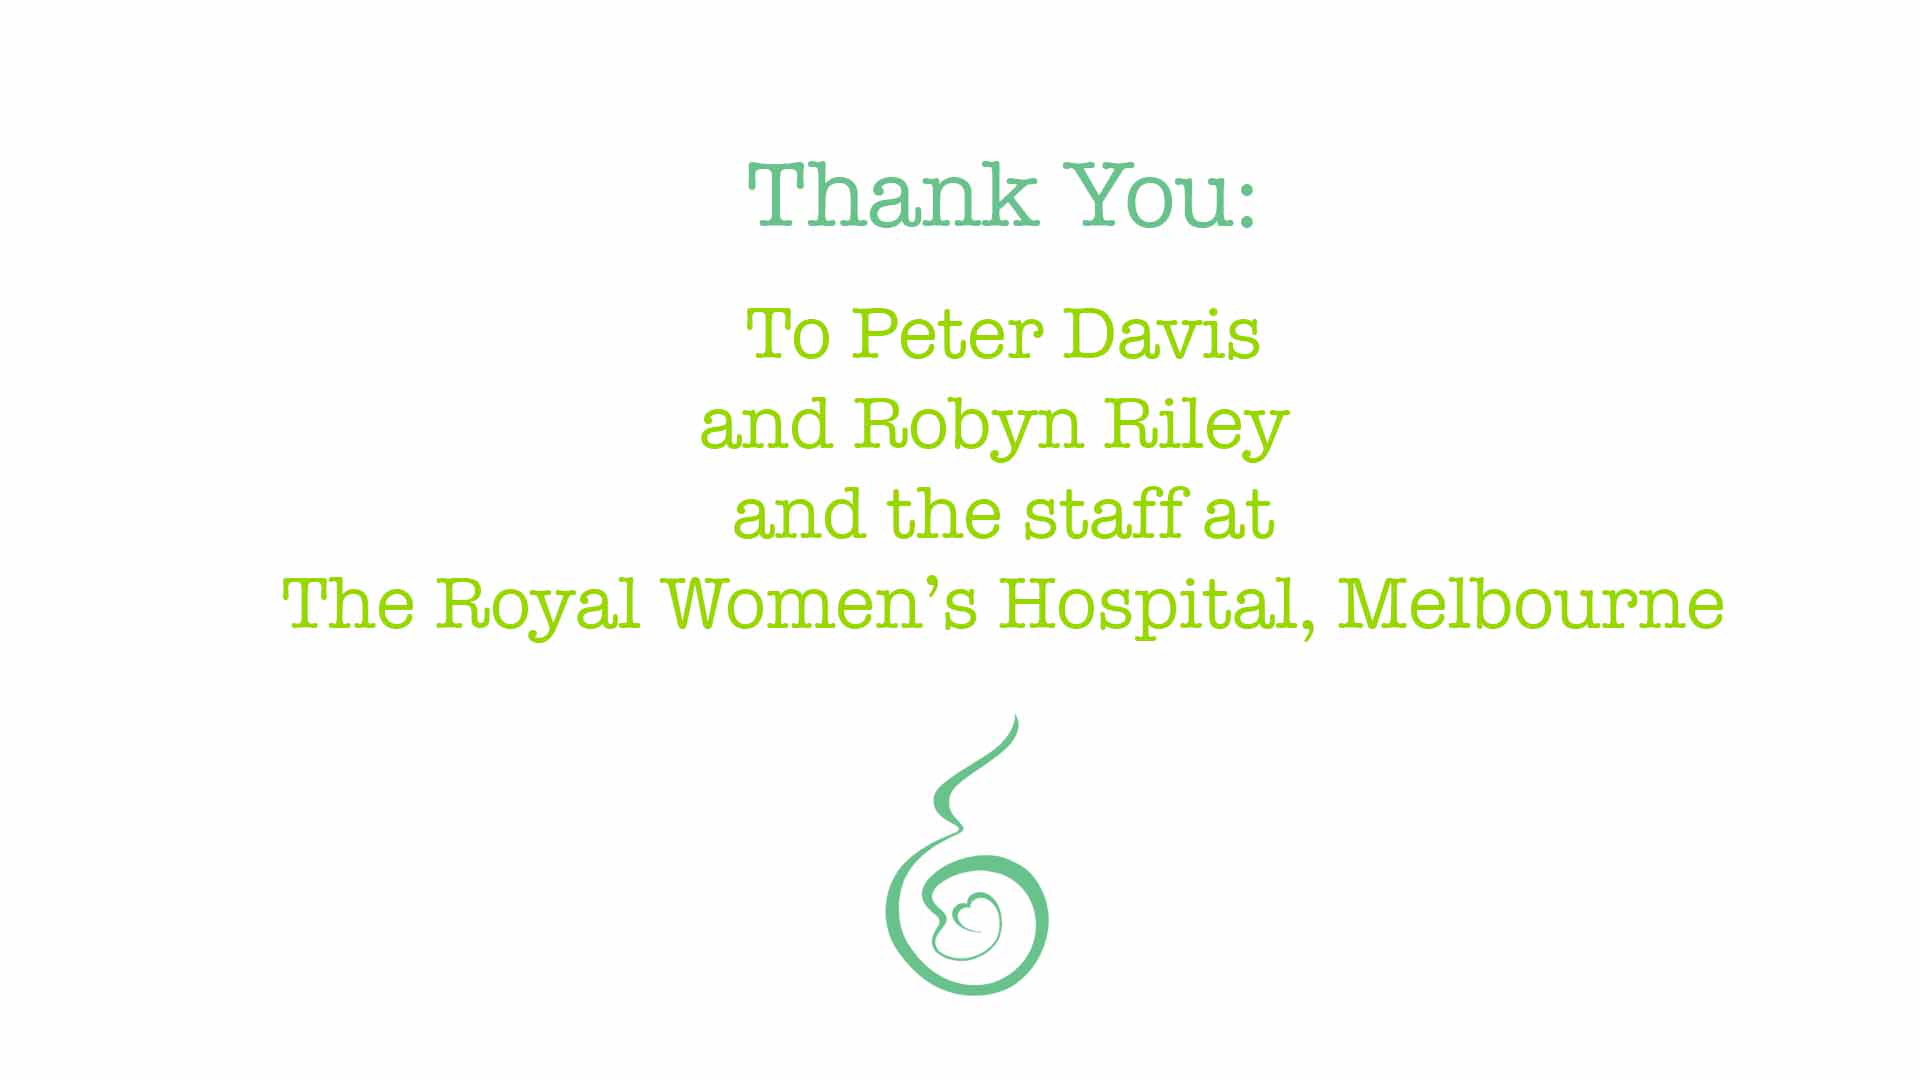 Thank You:
To Peter Davis
and Robyn Riley
and the staff at
The Royal Women’s Hospital, Melbourne